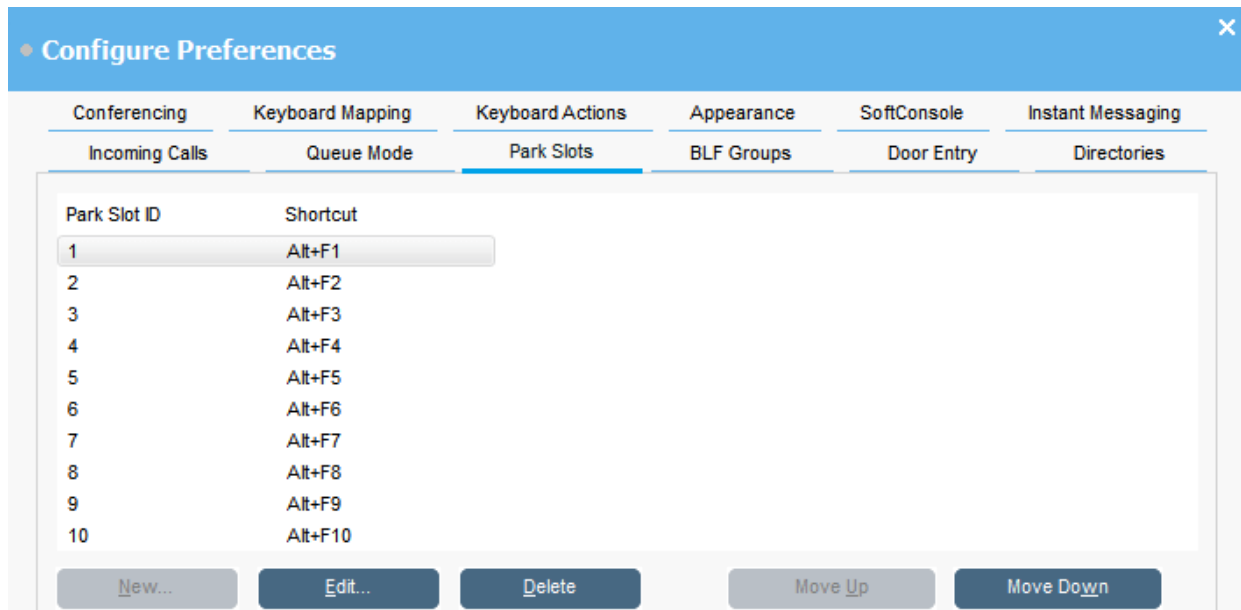 Configure Preferences
Conferencing Keyboard Mapping Keyboard Actions Appearance SoftConsole Instant Messaging
Incoming Calls Queue Mode Park Slots BLF Groups Door Entry Directories
Park Slot ID Shortcut
1 Alt+F1
2 Alt+F2
3 Alt+F3
4 Alt+F4
5 Alt+F5
6 Alt+F6
7 Alt+F7
8 Alt+F8
9 Alt+F9
10 Alt+F10
New... Edit... Delete Move Up Move Down